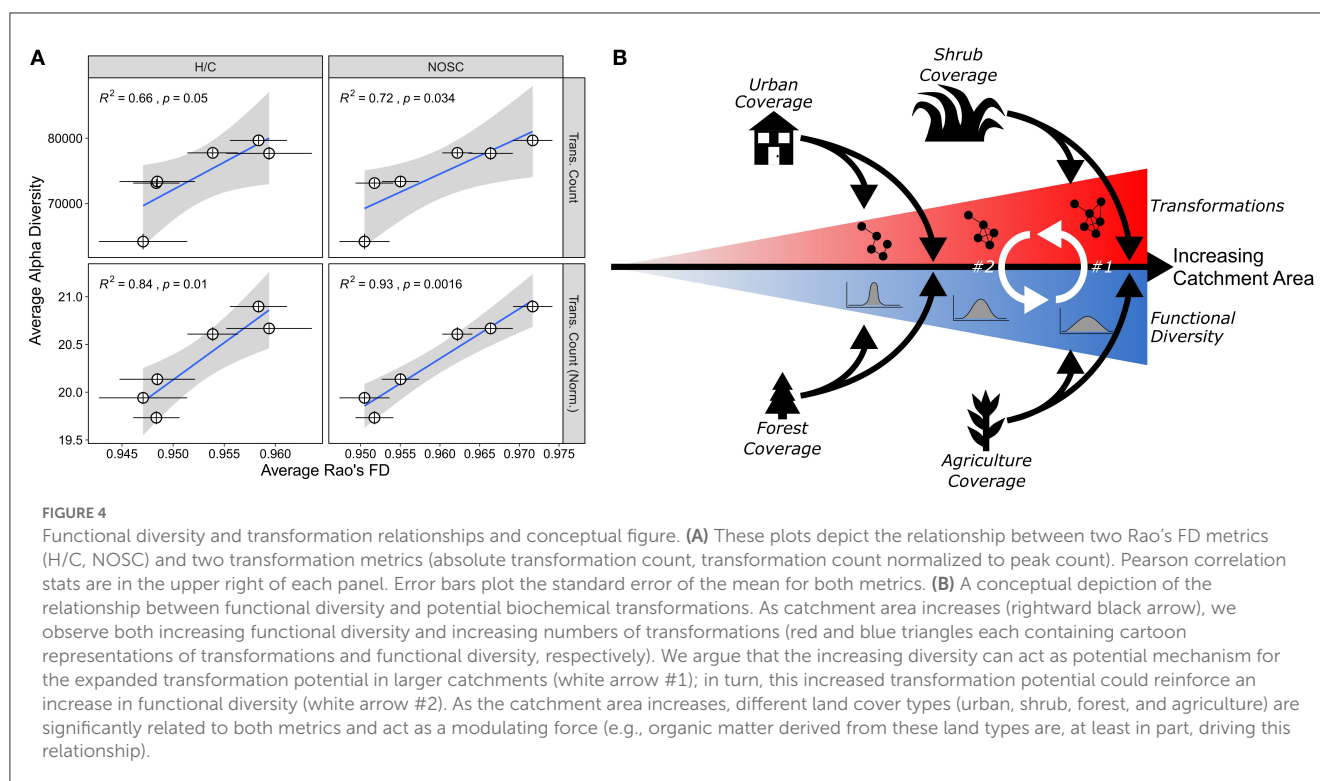 A
H/C
NOSC
R² = 0.66 , p = 0.05
R² = 0.72 , p = 0.034
Trans. Count
80000
70000
R² = 0.84 , p = 0.01
R² = 0.93 , p = 0.0016
Trans. Count (Norm.)
21.0
20.5
20.0
19.5
Average Alpha Diversity
0.945
0.950
0.955
0.960
0.950
0.955
0.960
0.965
0.970
0.975
Average Rao's FD
B
Urban
Coverage
Shrub
Coverage
Transformations
#2
#1
Increasing
Catchment Area
Functional
Diversity
Forest
Coverage
Agriculture
Coverage
FIGURE 4
Functional diversity and transformation relationships and conceptual figure. (A) These plots depict the relationship between two Rao's FD metrics
(H/C, NOSC) and two transformation metrics (absolute transformation count, transformation count normalized to peak count). Pearson correlation
stats are in the upper right of each panel. Error bars plot the standard error of the mean for both metrics. (B) A conceptual depiction of the
relationship between functional diversity and potential biochemical transformations. As catchment area increases (rightward black arrow), we
observe both increasing functional diversity and increasing numbers of transformations (red and blue triangles each containing cartoon
representations of transformations and functional diversity, respectively). We argue that the increasing diversity can act as potential mechanism for
the expanded transformation potential in larger catchments (white arrow #1); in turn, this increased transformation potential could reinforce an
increase in functional diversity (white arrow #2). As the catchment area increases, different land cover types (urban, shrub, forest, and agriculture) are
significantly related to both metrics and act as a modulating force (e.g., organic matter derived from these land types are, at least in part, driving this
relationship).